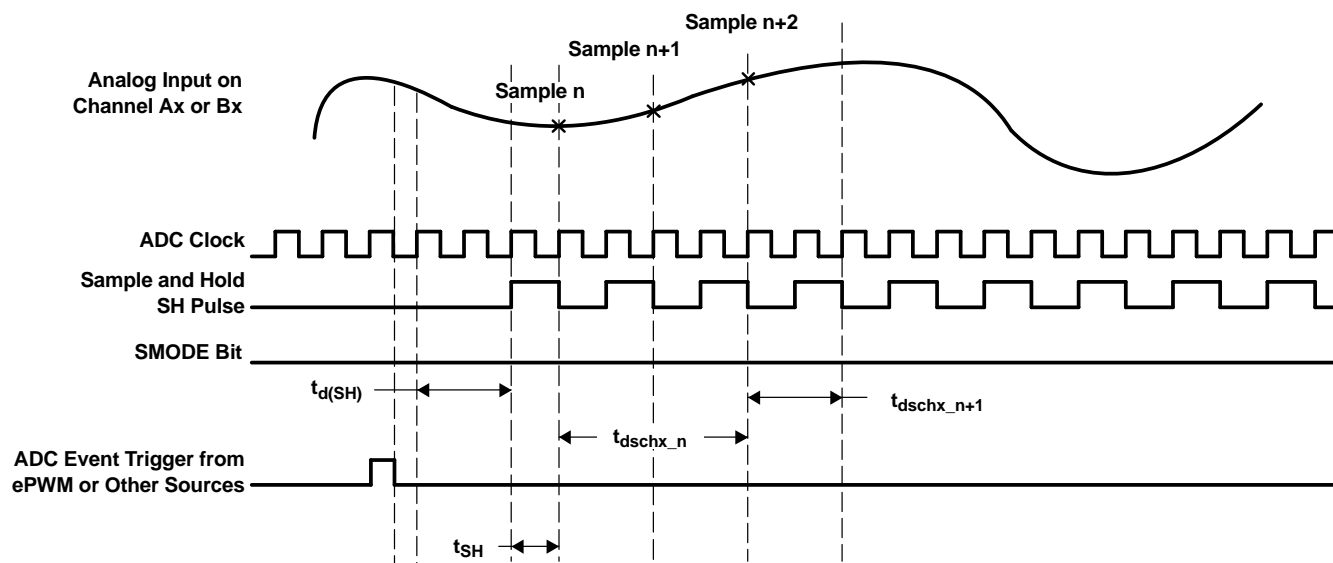 Sample n+2
Sample n+1
Analog Input on
Channel Ax or Bx
Sample n
ADC Clock
Sample and Hold
SH Pulse
SMODE Bit
td(SH)
tdschx_n+1
tdschx_n
ADC Event Trigger from
ePWM or Other Sources
tSH